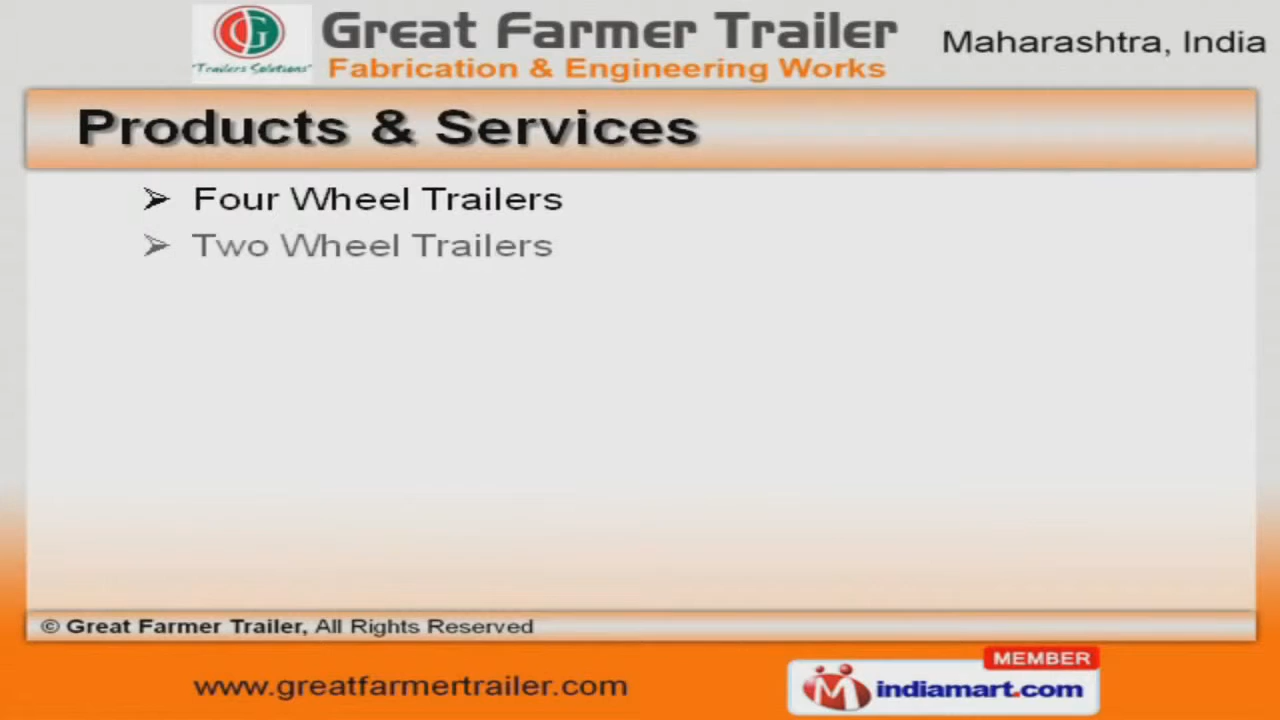 CG
"Trailers Solutions"
Great Farmer Trailer
Fabrication & Engineering Works
Maharashtra, India
Products & Services
➢ Four Wheel Trailers
➢ Two Wheel Trailers
© Great Farmer Trailer, All Rights Reserved
www.greatfarmertrailer.com
MEMBER
indiamart.com